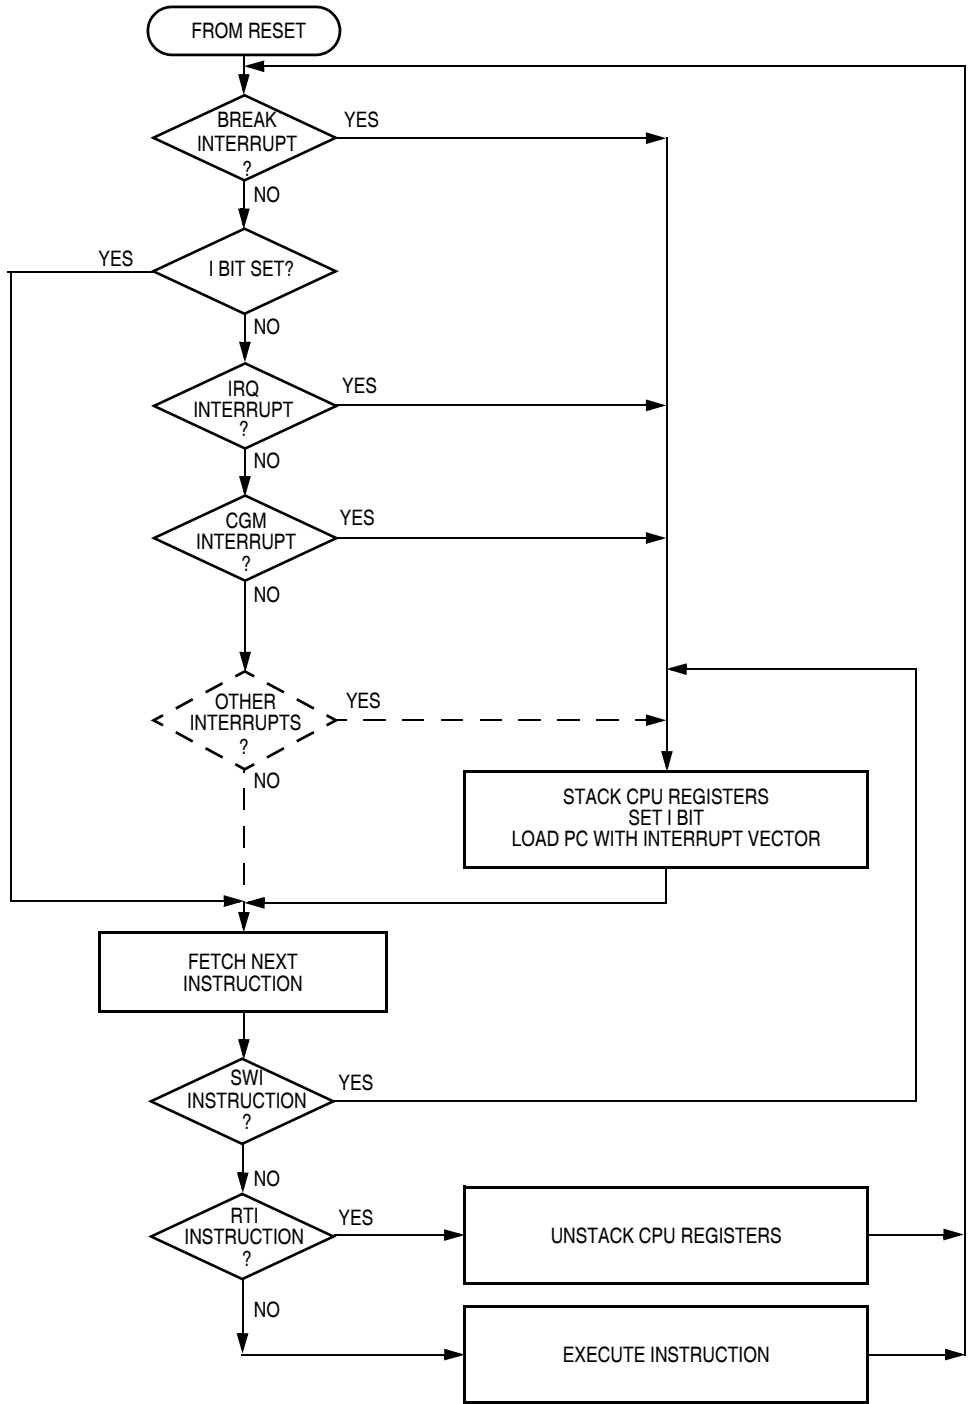 FROM RESET
BREAK
INTERRUPT
?
YES
NO
I BIT SET?
YES
NO
IRQ
INTERRUPT
?
YES
NO
CGM
INTERRUPT
?
YES
NO
OTHER
INTERRUPTS
?
YES
NO
STACK CPU REGISTERS
SET I BIT
LOAD PC WITH INTERRUPT VECTOR
FETCH NEXT
INSTRUCTION
SWI
INSTRUCTION
?
YES
NO
RTI
INSTRUCTION
?
YES
UNSTACK CPU REGISTERS
NO
EXECUTE INSTRUCTION